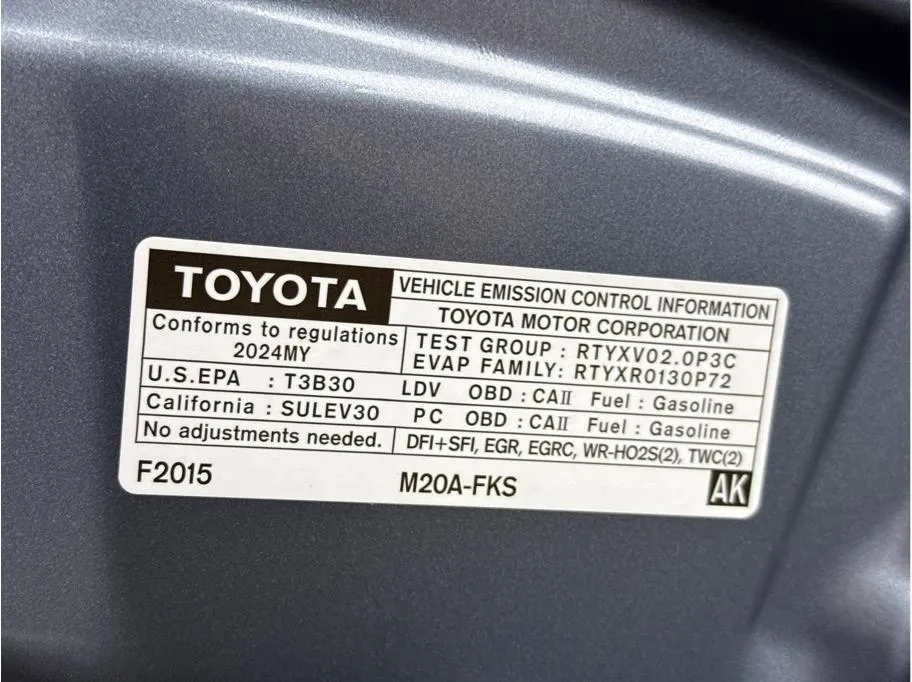 TOYOTA
VEHICLE EMISSION CONTROL INFORMATION
TOYOTA MOTOR CORPORATION
Conforms to regulations
2024MY
TEST GROUP : RTYXV02.0P3C
EVAP FAMILY: RTYXR0130P72
U.S.EPA : T3B30 LDV OBD : CAII Fuel : Gasoline
California : SULEV30 PC OBD : CAII Fuel : Gasoline
No adjustments needed. DFI+SFI, EGR, EGRC, WR-HO2S(2), TWC(2)
F2015 M20A-FKS AK